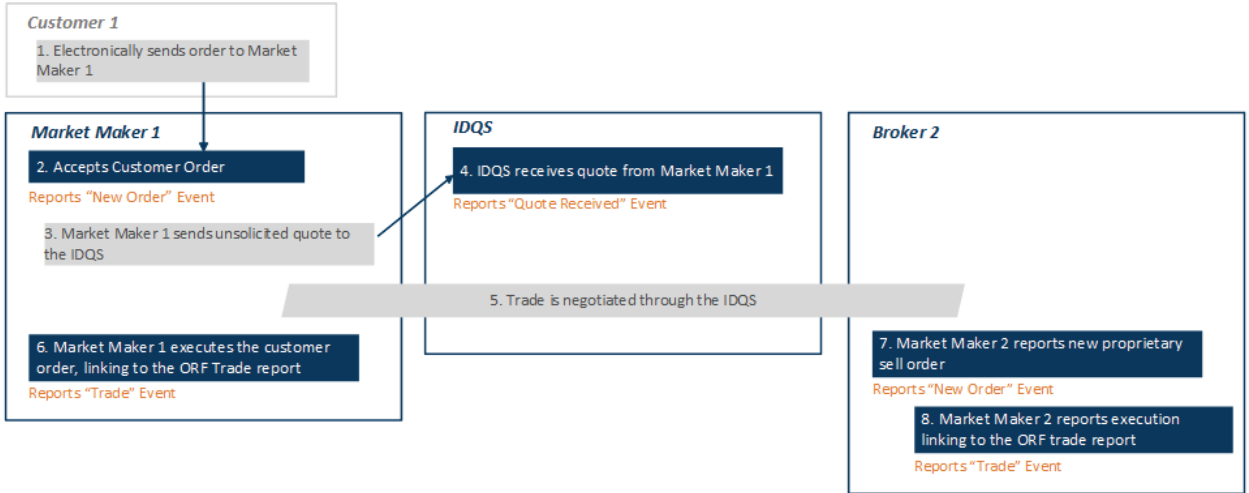 Customer 1
1. Electronically sends order to Market
Maker 1
Market Maker 1
2. Accepts Customer Order
Reports “New Order” Event
3. Market Maker 1 sends unsolicited quote to
the IDQS
IDQS
4. IDQS receives quote from Market Maker 1
Reports “Quote Received” Event
Broker 2
5. Trade is negotiated through the IDQS
6. Market Maker 1 executes the customer
order, linking to the ORF Trade report
Reports “Trade” Event
7. Market Maker 2 reports new proprietary
sell order
Reports “New Order” Event
8. Market Maker 2 reports execution
linking to the ORF trade report
Reports “Trade” Event